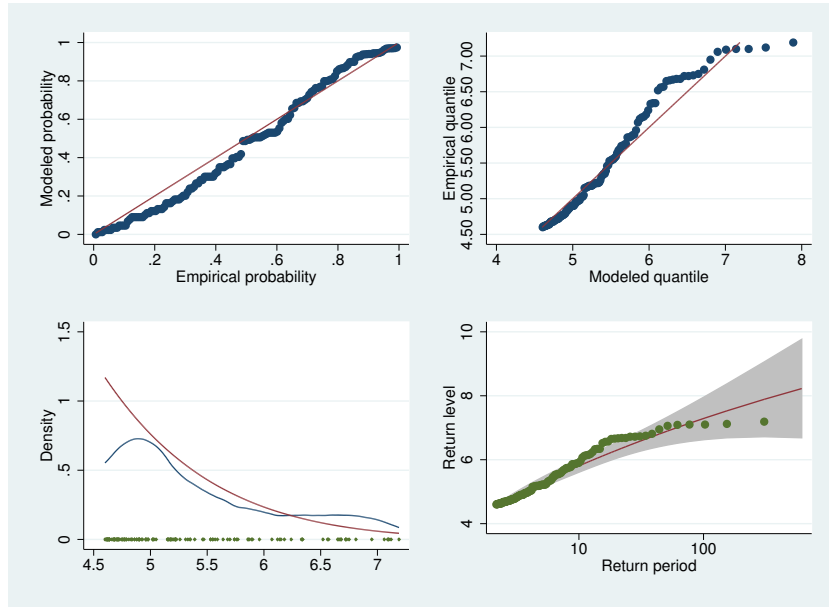 Modeled probability
1
.8
.6
.4
.2
0
0 .2 .4 .6 .8 1
Empirical probability
Empirical quantile
7.00
6.50
6.00
5.50
5.00
4.50
4 5 6 7 8
Modeled quantile
Density
1.5
1
.5
0
4.5 5 5.5 6 6.5 7
Return level
10
8
6
4
10 100
Return period